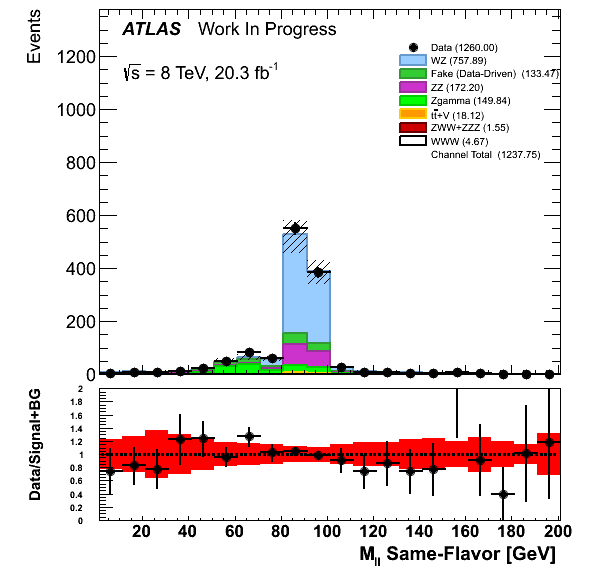 ATLAS Work In Progress
√s = 8 TeV, 20.3 fb-1
Data (1260.00)
WZ (757.89)
Fake (Data-Driven) (133.47)
ZZ (172.20)
Zgamma (149.84)
tt̄+V (18.12)
ZWW+ZZZ (1.55)
WWW (4.67)
Channel Total (1237.75)
Events
1200
1000
800
600
400
200
0
Data/Signal+BG
2
1.8
1.6
1.4
1.2
1
0.8
0.6
0.4
0.2
0
20 40 60 80 100 120 140 160 180 200
Mll Same-Flavor [GeV]